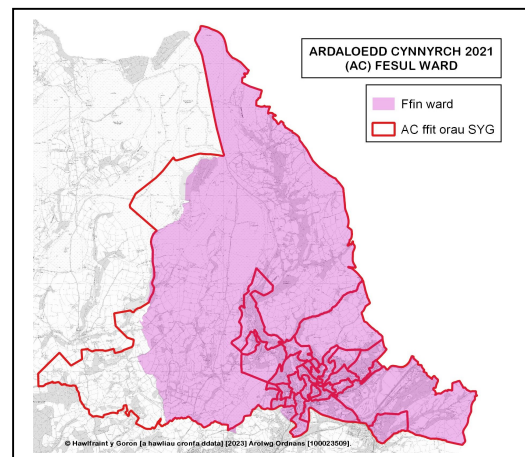 ARDALOEDD CYNNYRCH 2021
(AC) FESUL WARD
Ffin ward
AC ffit orau SYG
© Hawlfraint y Goron [a hawliau cronfa ddata] [2023] Arolwg Ordnans [100023509].